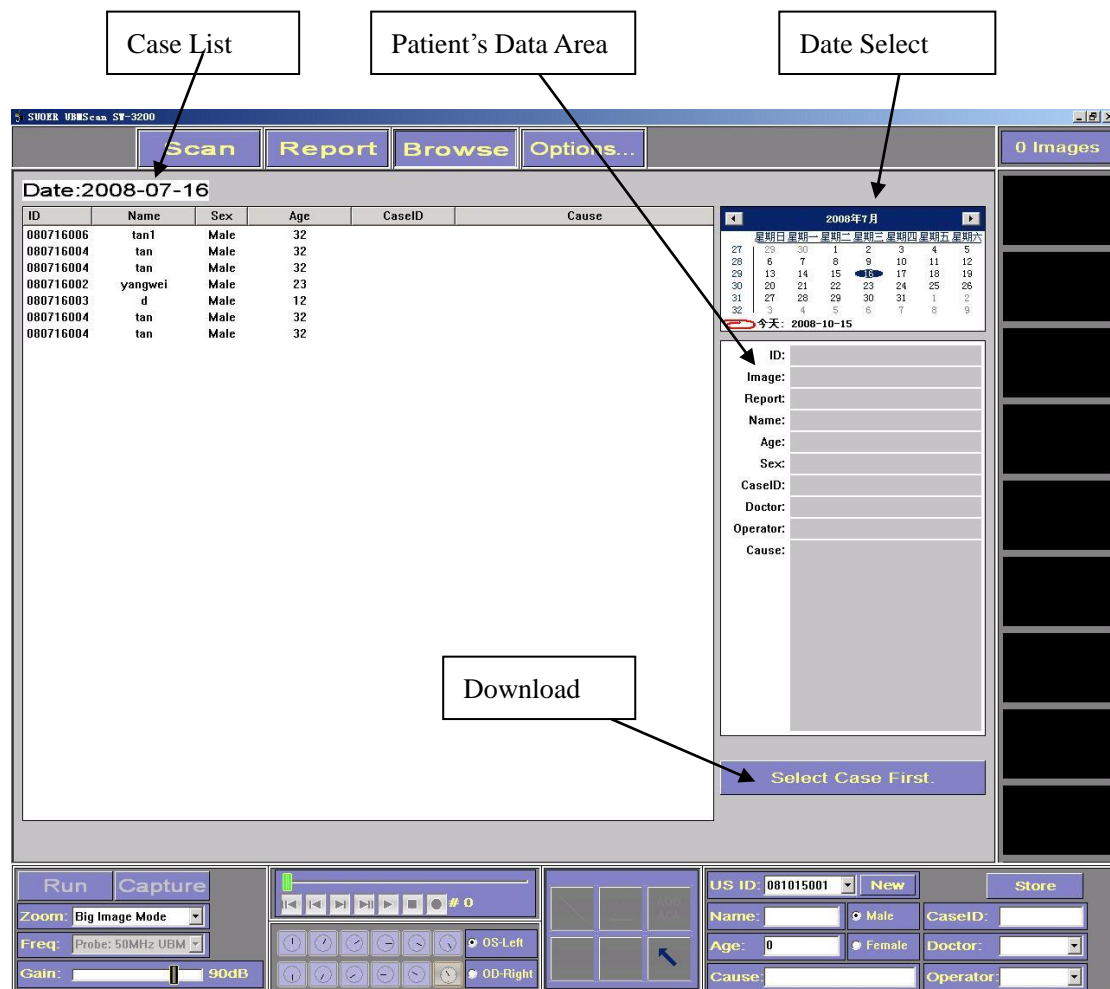 Case List
Patient's Data Area
Date Select
SUOER UBMScan SW-3200
Scan Report Browse Options... 0 Images
Date:2008-07-16
ID Name Sex Age CaseID Cause
080716006 tan1 Male 32
080716004 tan Male 32
080716004 tan Male 32
080716002 yangwei Male 23
080716003 d Male 12
080716004 tan Male 32
080716004 tan Male 32
2008年7月
星期日 星期一 星期二 星期三 星期四 星期五 星期六
27 29 30 1 2 3 4 5
28 6 7 8 9 10 11 12
29 13 14 15 16 17 18 19
30 20 21 22 23 24 25 26
31 27 28 29 30 31 1 2
32 3 4 5 6 7 8 9
今天: 2008-10-15
ID:
Image:
Report:
Name:
Age:
Sex:
CaseID:
Doctor:
Operator:
Cause:
Download
Select Case First.
Run Capture
Zoom: Big Image Mode
Freq: Probe: 50MHz UBM
Gain: 90dB
# 0
OS-Left
OD-Right
ADD
ACA
US ID: 081015001 New Store
Name: Male CaseID:
Age: 0 Female Doctor:
Cause: Operator: